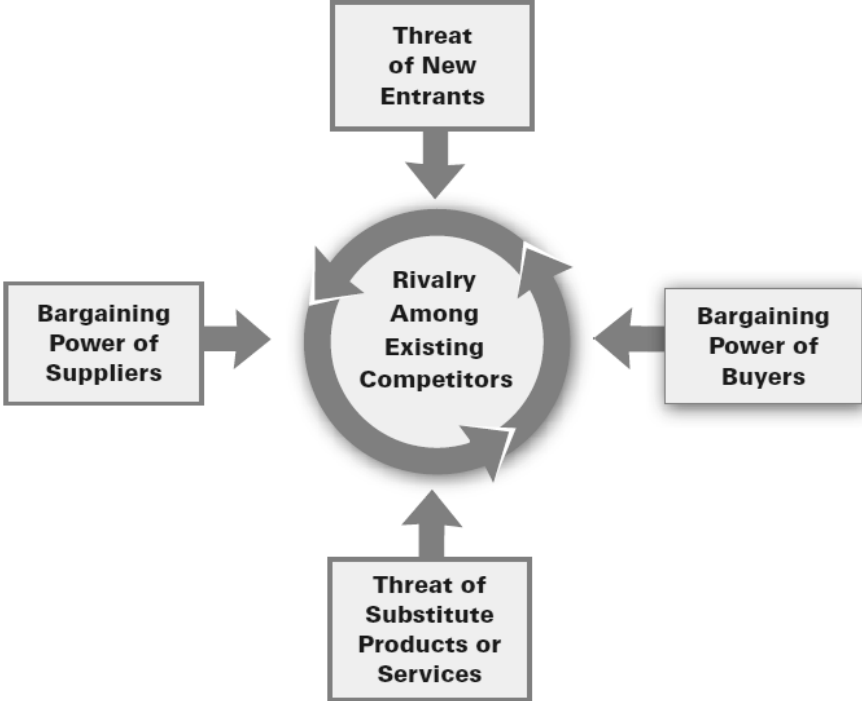 Threat
of New
Entrants
Bargaining
Power of
Suppliers
Rivalry
Among
Existing
Competitors
Bargaining
Power of
Buyers
Threat of
Substitute
Products or
Services